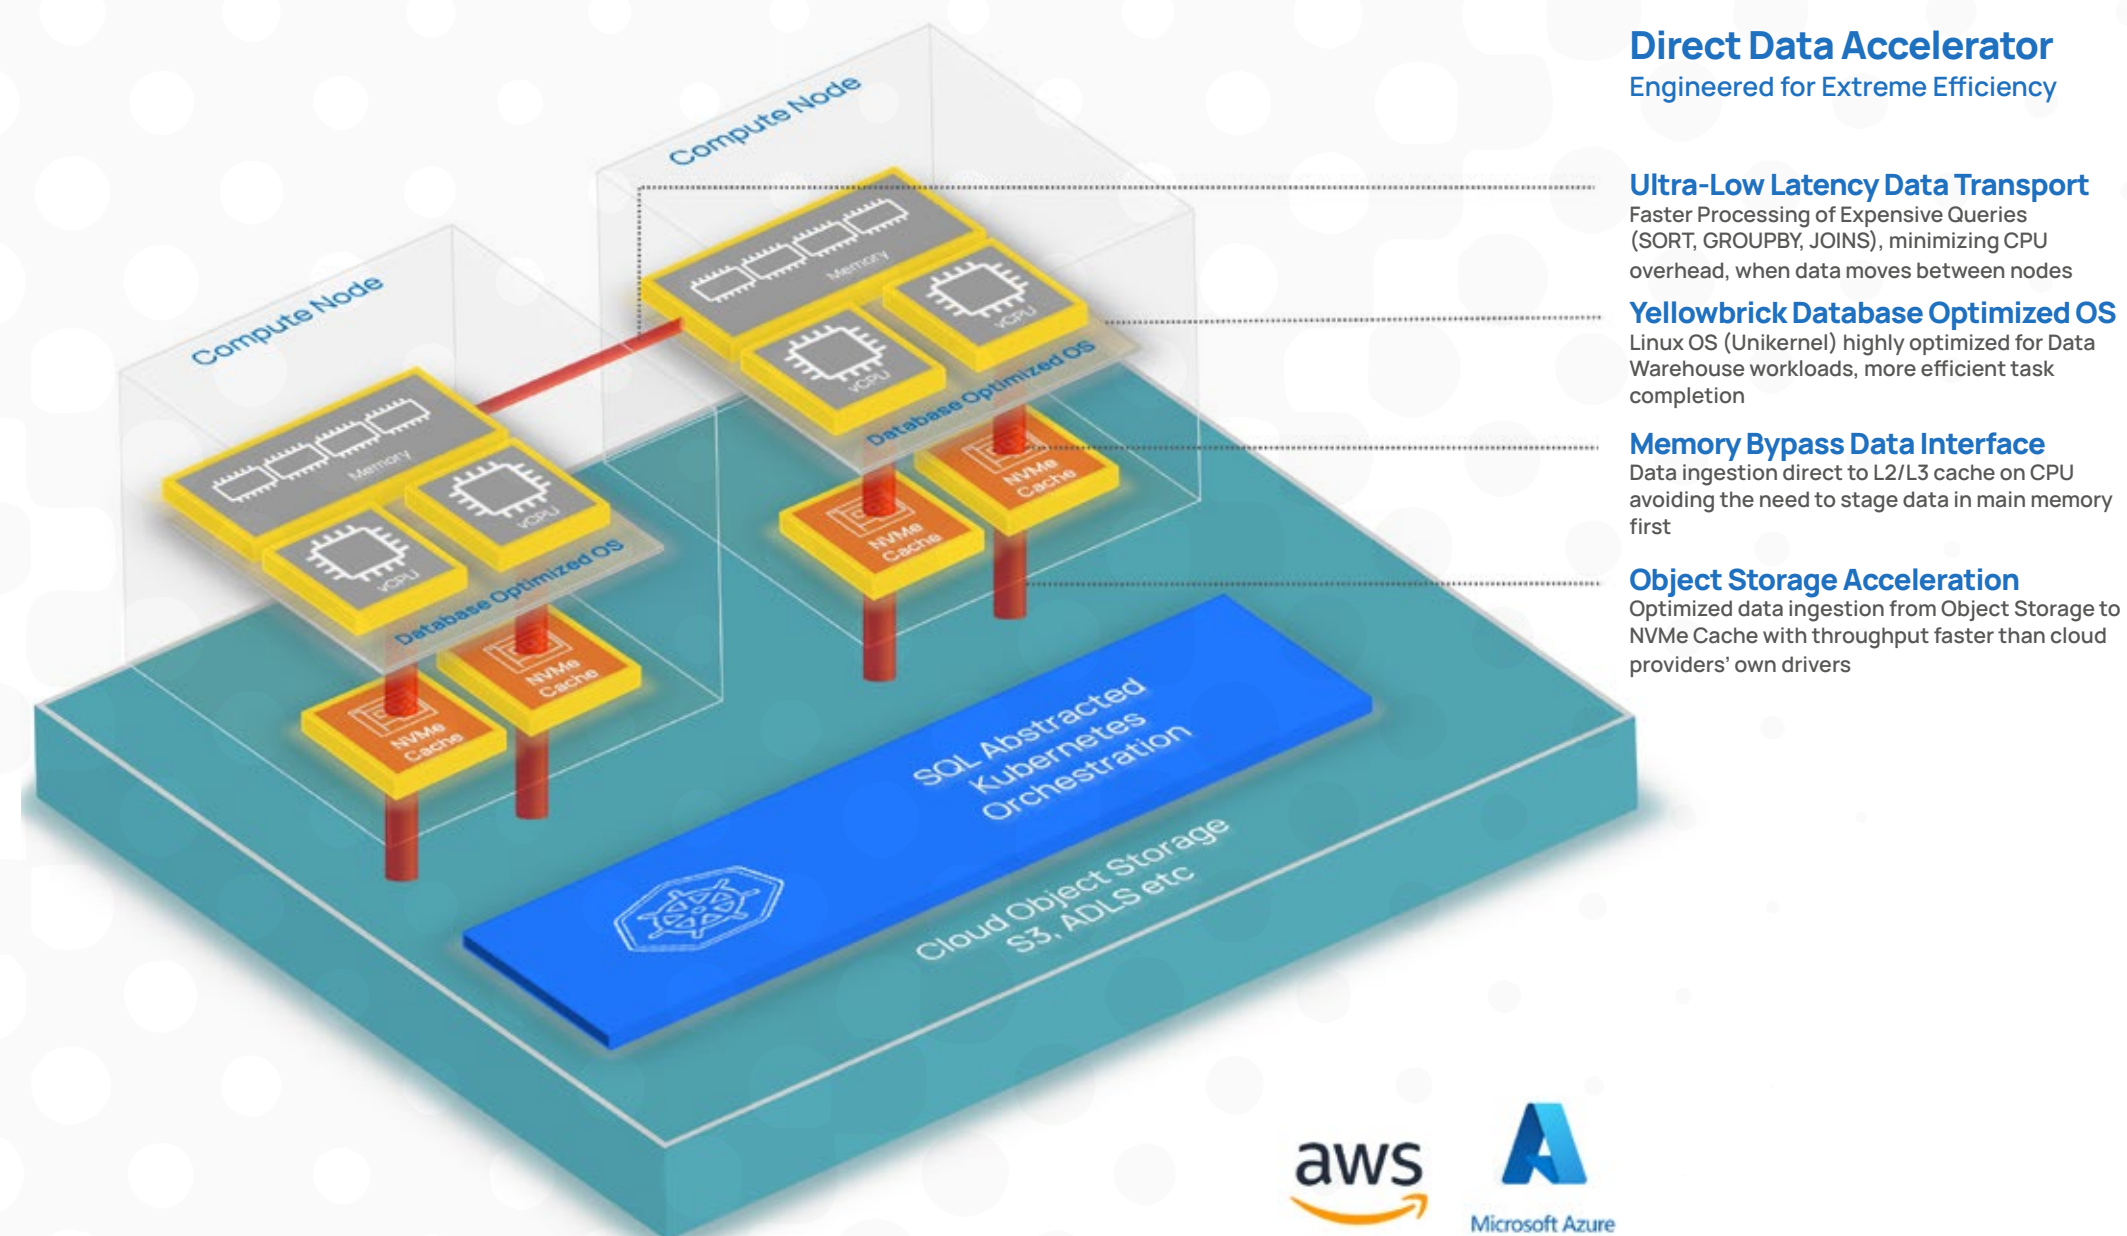 Direct Data Accelerator
Engineered for Extreme Efficiency
Ultra-Low Latency Data Transport
Faster Processing of Expensive Queries
(SORT, GROUPBY, JOINS), minimizing CPU
overhead, when data moves between nodes
Yellowbrick Database Optimized OS
Linux OS (Unikernel) highly optimized for Data
Warehouse workloads, more efficient task
completion
Memory Bypass Data Interface
Data ingestion direct to L2/L3 cache on CPU
avoiding the need to stage data in main memory
first
Object Storage Acceleration
Optimized data ingestion from Object Storage to
NVMe Cache with throughput faster than cloud
providers’ own drivers
Compute Node
Memory
vCPU
vCPU
Database Optimized OS
NVMe
Cache
NVMe
Cache
Compute Node
Memory
vCPU
vCPU
Database Optimized OS
NVMe
Cache
NVMe
Cache
SQL Abstracted
Kubernetes
Orchestration
Cloud Object Storage
S3, ADLS etc
aws
Microsoft Azure